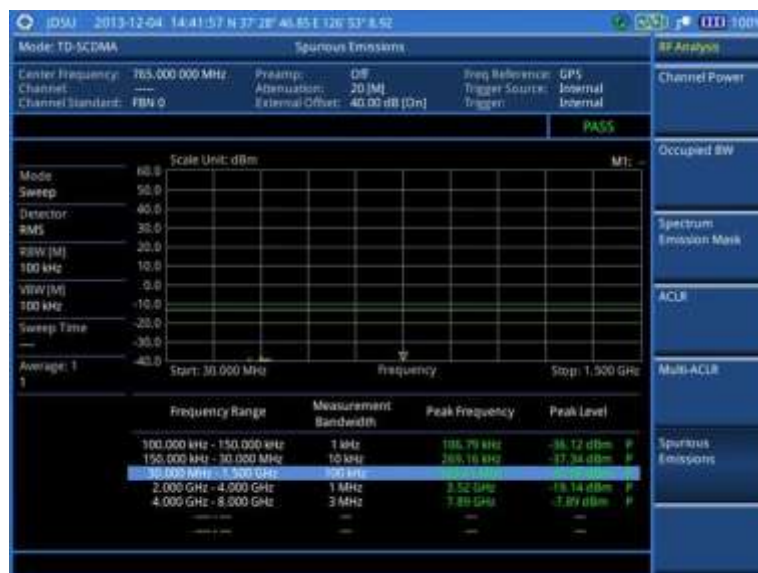 JDSU 2013-12-04 14:41:57 N 37° 28' 46.85 E 126° 53' 8.92 100%
Mode: TD-SCDMA Spurious Emissions RF Analysis
Center Frequency: 785.000 000 MHz Preamp: Off Freq Reference: GPS
Channel: ---- Attenuation: 20 [M] Trigger Source: Internal
Channel Standard: FBN 0 External Offset: 40.00 dB [On] Trigger: Internal
Channel Power
PASS
Occupied BW
Scale Unit: dBm M1: --
Mode
Sweep
Detector
RMS
RBW [M]
100 kHz
VBW [M]
100 kHz
Sweep Time
---
Average: 1
1
60.0
50.0
40.0
30.0
20.0
10.0
0.0
-10.0
-20.0
-30.0
-40.0
Start: 30.000 MHz Frequency Stop: 1.500 GHz
Spectrum Emission Mask
ACLR
Multi-ACLR
Spurious Emissions
Frequency Range Measurement Bandwidth Peak Frequency Peak Level
100.000 kHz - 150.000 kHz 1 kHz 106.79 kHz -36.12 dBm P
150.000 kHz - 30.000 MHz 10 kHz 269.16 kHz -37.34 dBm P
30.000 MHz - 1.500 GHz 100 kHz
2.000 GHz - 4.000 GHz 1 MHz 3.52 GHz -19.14 dBm P
4.000 GHz - 8.000 GHz 3 MHz 7.89 GHz -7.89 dBm P
---- - -- -- -- --
---- - -- -- -- --